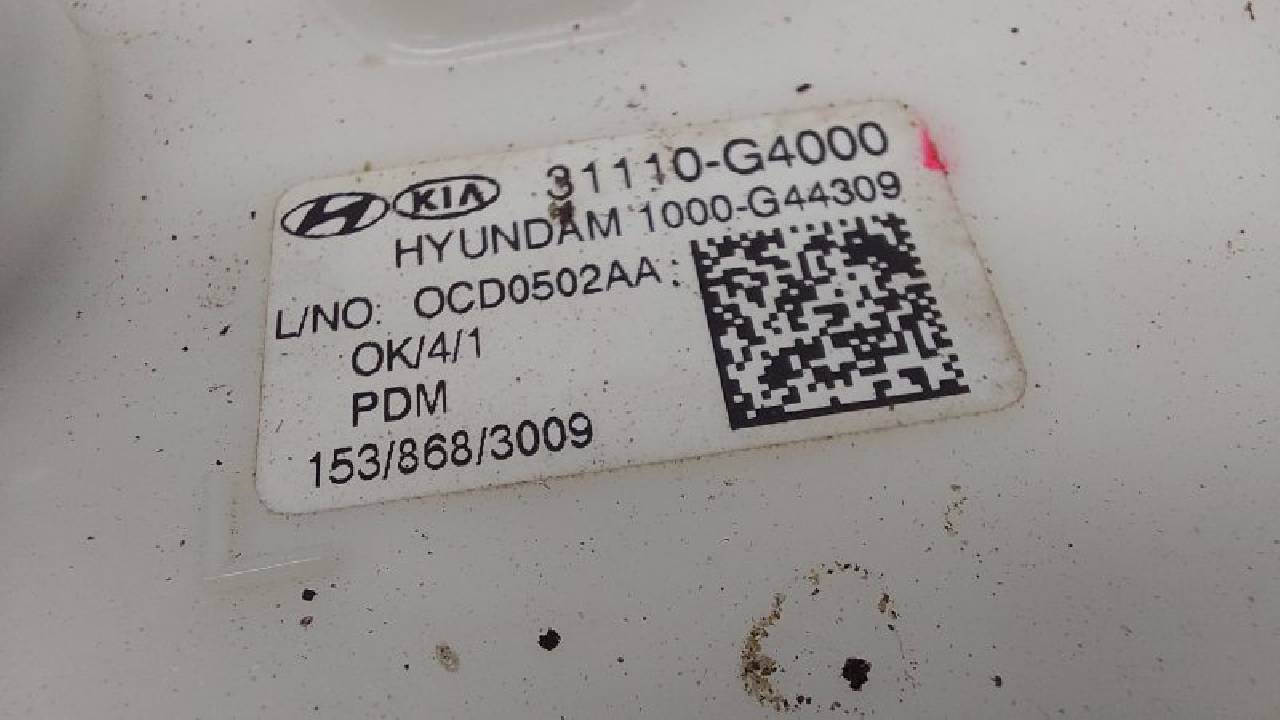 KIA 31110-G4000
HYUNDAM 1000-G44309
L/NO: OCD0502AA:
OK/4/1
PDM
153/868/3009